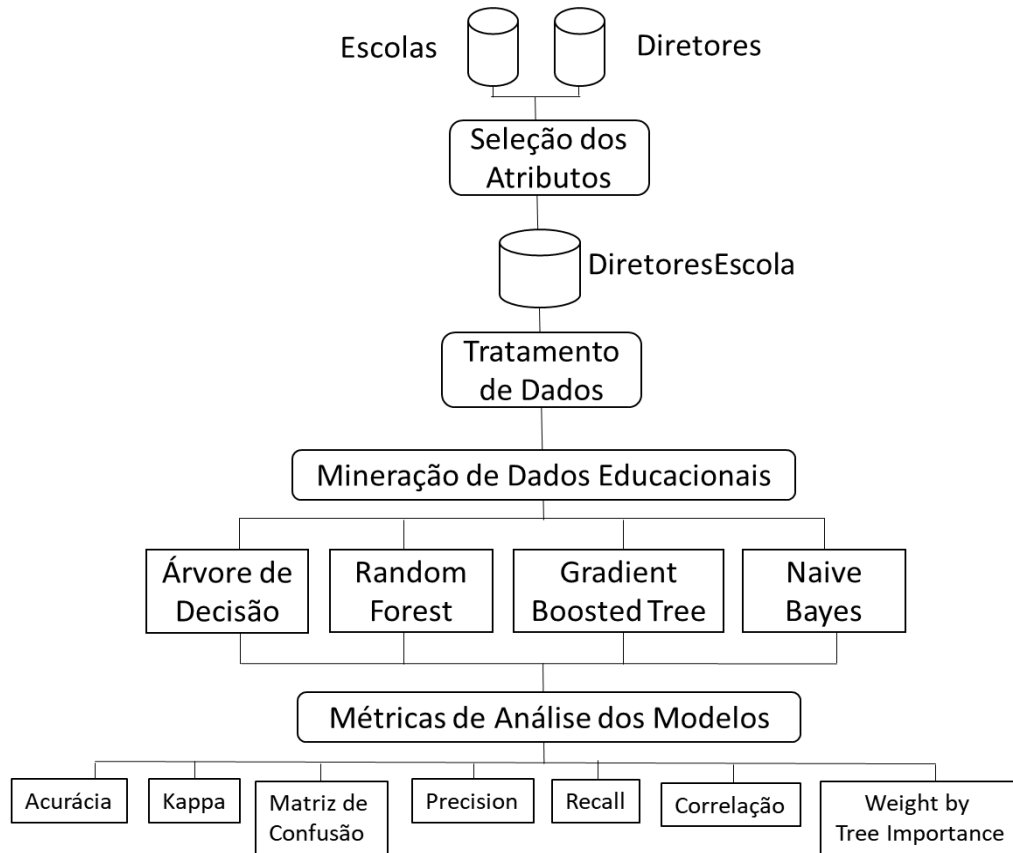 Escolas
Diretores
Seleção dos
Atributos
DiretoresEscola
Tratamento
de Dados
Mineração de Dados Educacionais
Árvore de
Decisão
Random
Forest
Gradient
Boosted Tree
Naive
Bayes
Métricas de Análise dos Modelos
Acurácia
Kappa
Matriz de
Confusão
Precision
Recall
Correlação
Weight by
Tree Importance